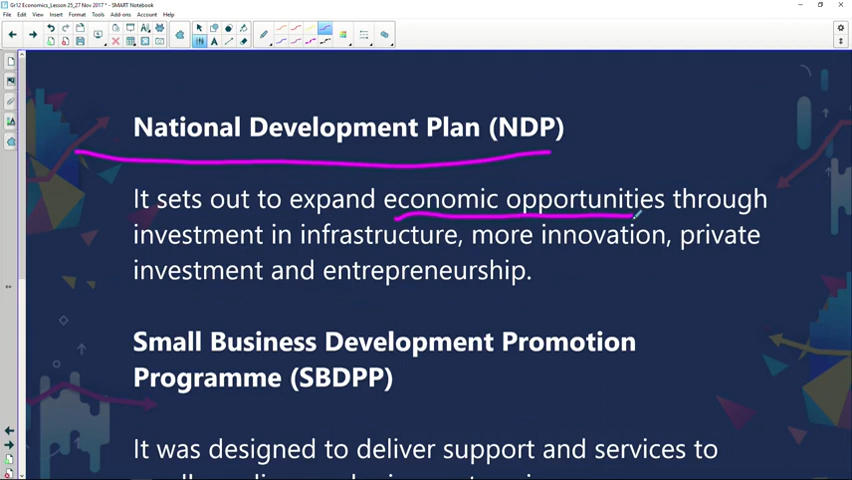 Gr12 Economics_Lesson 25_27 Nov 2017 * - SMART Notebook
File Edit View Insert Format Tools Add-ons Account Help
National Development Plan (NDP)
It sets out to expand economic opportunities through
investment in infrastructure, more innovation, private
investment and entrepreneurship.
Small Business Development Promotion
Programme (SBDPP)
It was designed to deliver support and services to